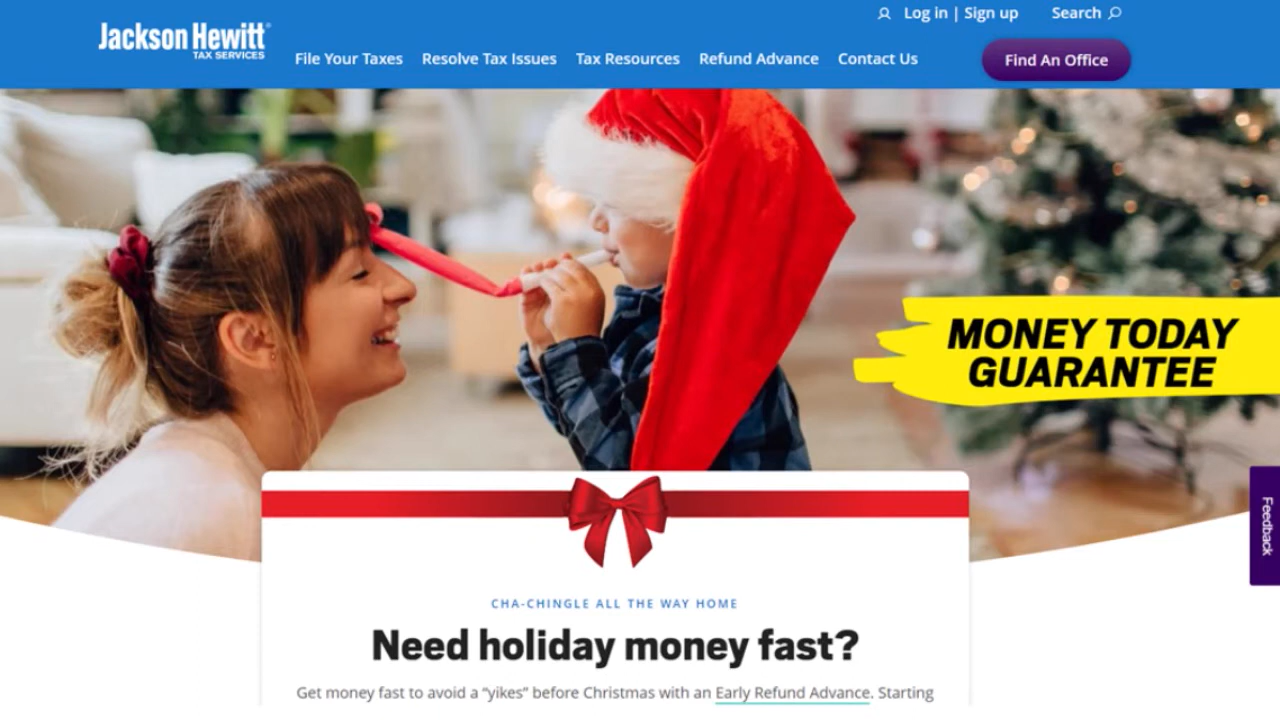 Log in | Sign up
Search
Jackson Hewitt®
TAX SERVICES
File Your Taxes
Resolve Tax Issues
Tax Resources
Refund Advance
Contact Us
Find An Office
MONEY TODAY
GUARANTEE
Feedback
CHA-CHINGLE ALL THE WAY HOME
Need holiday money fast?
Get money fast to avoid a “yikes” before Christmas with an Early Refund Advance. Starting